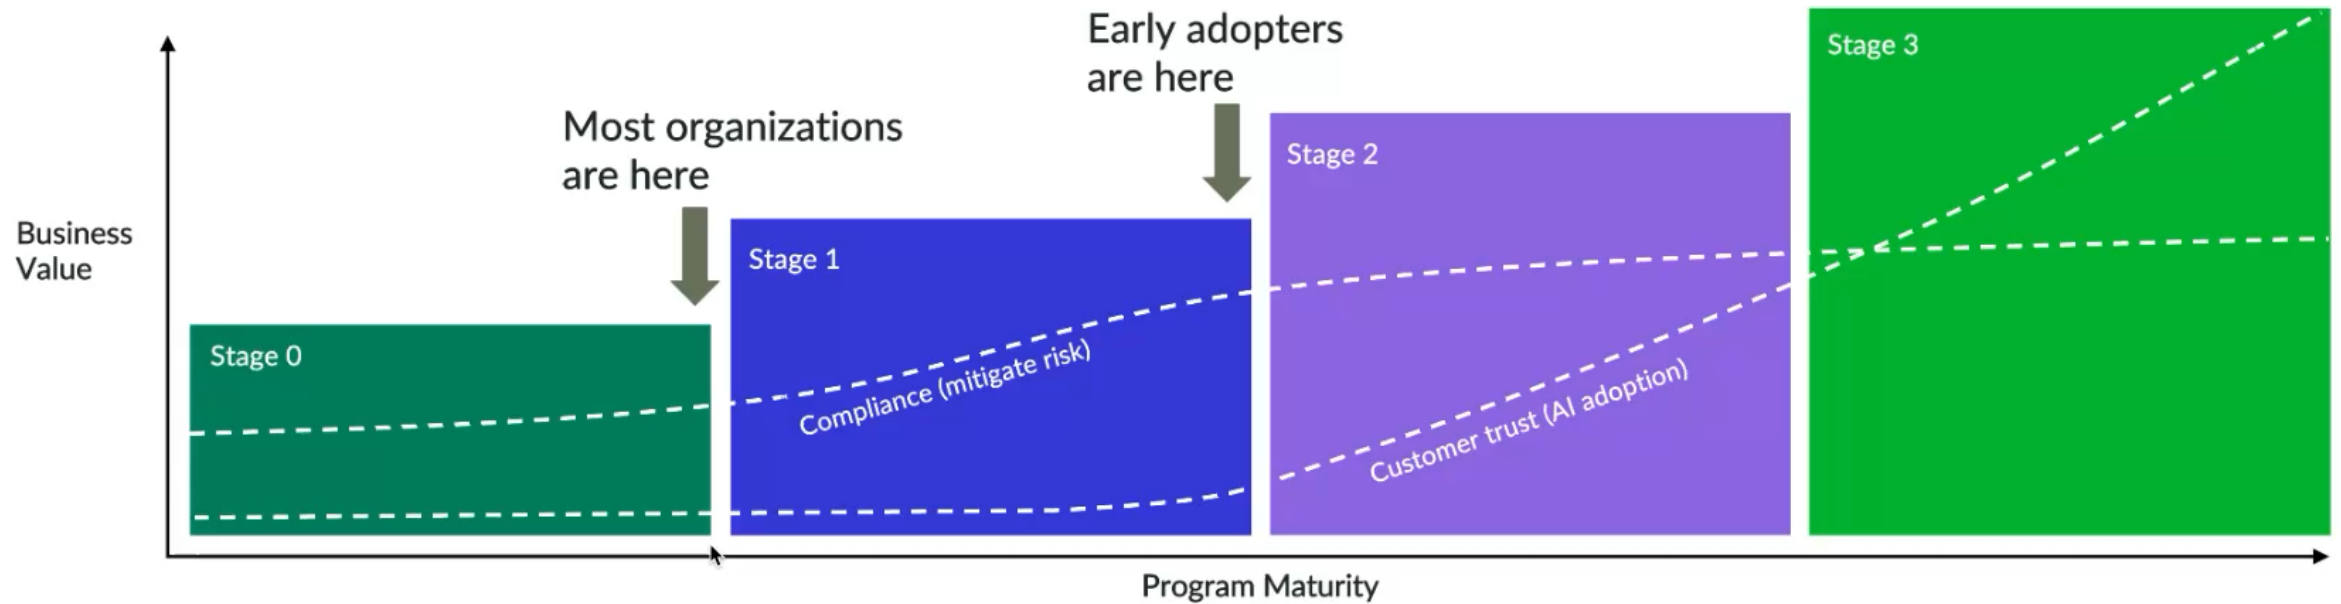 Early adopters
are here
Most organizations
are here
Business
Value
Stage 0
Stage 1
Stage 2
Stage 3
Compliance (mitigate risk)
Customer trust (AI adoption)
Program Maturity